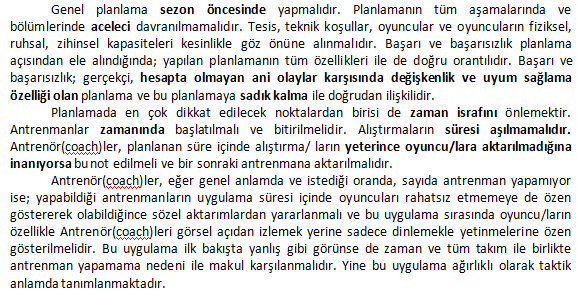 Genel planlama sezon öncesinde yapmalıdır. Planlamanın tüm aşamalarında ve
bölümlerinde aceleci davranılmamalıdır. Tesis, teknik koşullar, oyuncular ve oyuncuların fiziksel,
ruhsal, zihinsel kapasiteleri kesinlikle göz önüne alınmalıdır. Başarı ve başarısızlık planlama
açısından ele alındığında; yapılan planlamanın tüm özellikleri ile de doğru orantılıdır. Başarı ve
başarısızlık; gerçekçi, hesapta olmayan ani olaylar karşısında değişkenlik ve uyum sağlama
özelliği olan planlama ve bu planlamaya sadık kalma ile doğrudan ilişkilidir.
Planlamada en çok dikkat edilecek noktalardan birisi de zaman israfını önlemektir.
Antrenmanlar zamanında başlatılmalı ve bitirilmelidir. Alıştırmaların süresi aşılmamalıdır.
Antrenör(coach)ler, planlanan süre içinde alıştırma/ ların yeterince oyuncu/lara aktarılmadığına
inanıyorsa bu not edilmeli ve bir sonraki antrenmana aktarılmalıdır.
Antrenör(coach)ler, eğer genel anlamda ve istediği oranda, sayıda antrenman yapamıyor
ise; yapabildiği antrenmanların uygulama süresi içinde oyuncuları rahatsız etmemeye de özen
göstererek olabildiğince sözel aktarımlardan yararlanmalı ve bu uygulama sırasında oyuncu/ların
özellikle Antrenör(coach)leri görsel açıdan izlemek yerine sadece dinlemekle yetinmelerine özen
gösterilmelidir. Bu uygulama ilk bakışta yanlış gibi görünse de zaman ve tüm takım ile birlikte
antrenman yapamama nedeni ile makul karşılanmalıdır. Yine bu uygulama ağırlıklı olarak taktik
anlamda tanımlanmaktadır.